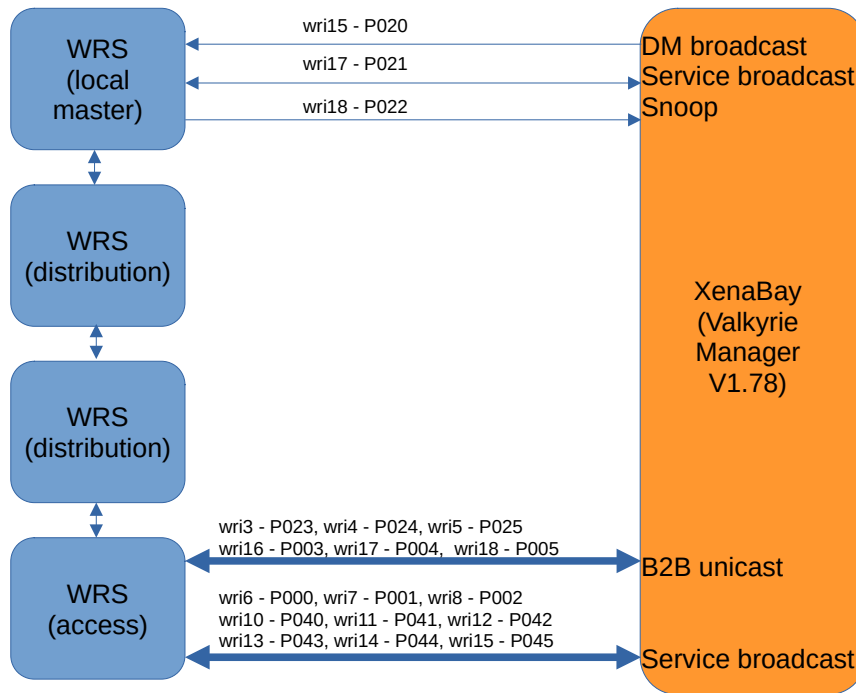 WRS
(local
master)
wri15 - P020
wri17 - P021
wri18 - P022
DM broadcast
Service broadcast
Snoop
WRS
(distribution)
WRS
(distribution)
XenaBay
(Valkyrie
Manager
V1.78)
WRS
(access)
wri3 - P023, wri4 - P024, wri5 - P025
wri16 - P003, wri17 - P004,  wri18 - P005
B2B unicast
wri6 - P000, wri7 - P001, wri8 - P002
wri10 - P040, wri11 - P041, wri12 - P042
wri13 - P043, wri14 - P044, wri15 - P045
Service broadcast